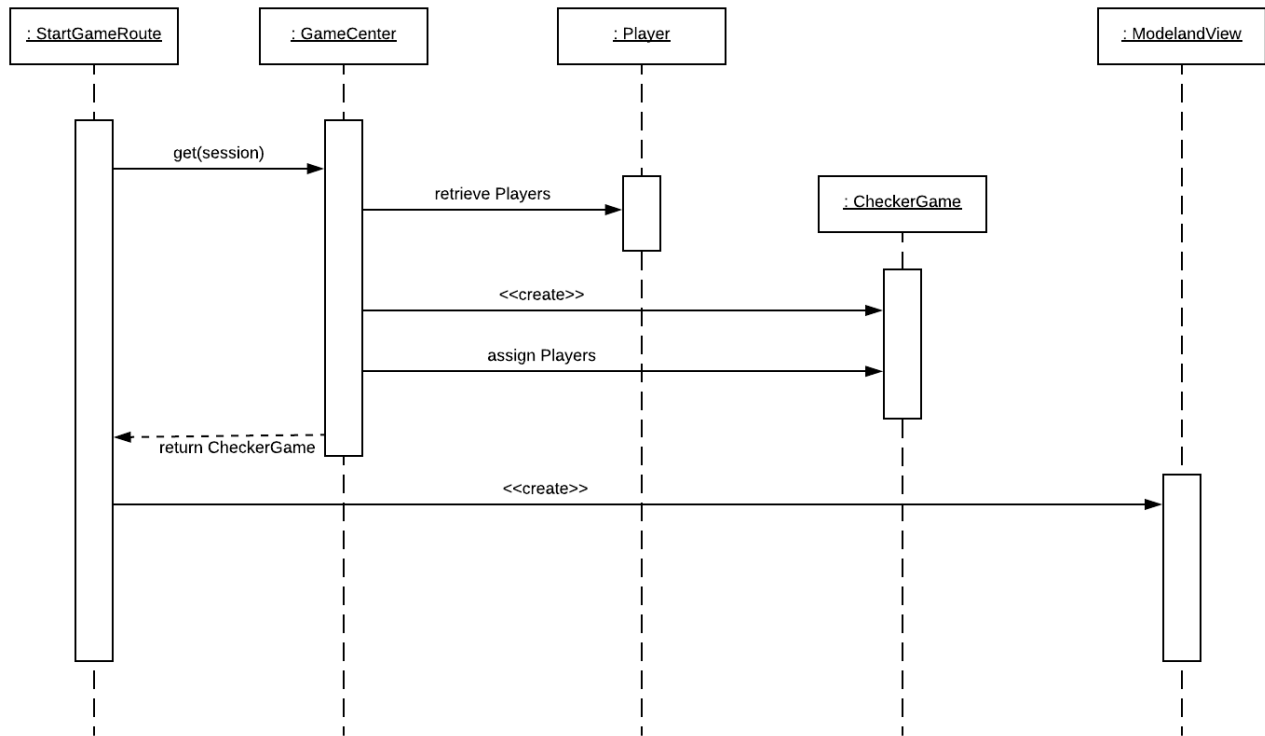 : StartGameRoute
: GameCenter
: Player
: ModelandView
get(session)
retrieve Players
: CheckerGame
<<create>>
assign Players
return CheckerGame
<<create>>